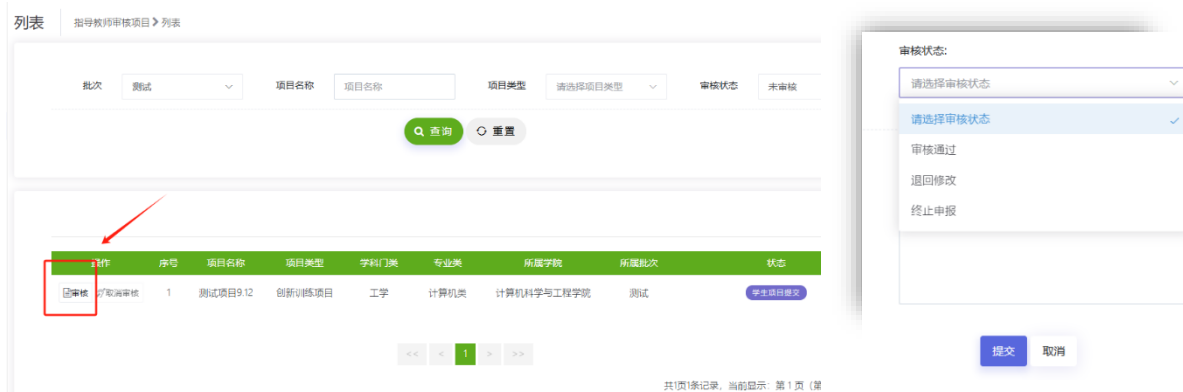 列表 指导教师审核项目 列表
批次 测试 项目名称 项目名称 项目类型 请选择项目类型 审核状态 未审核
查询 重置
操作 序号 项目名称 项目类型 学科门类 专业类 所属学院 所属批次 状态
审核 取消审核 1 测试项目9.12 创新训练项目 工学 计算机类 计算机科学与工程学院 测试 学生项目提交
<< < 1 > >>
共1页1条记录，当前显示：第1页（第
审核状态:
请选择审核状态
请选择审核状态
审核通过
退回修改
终止申报
提交 取消